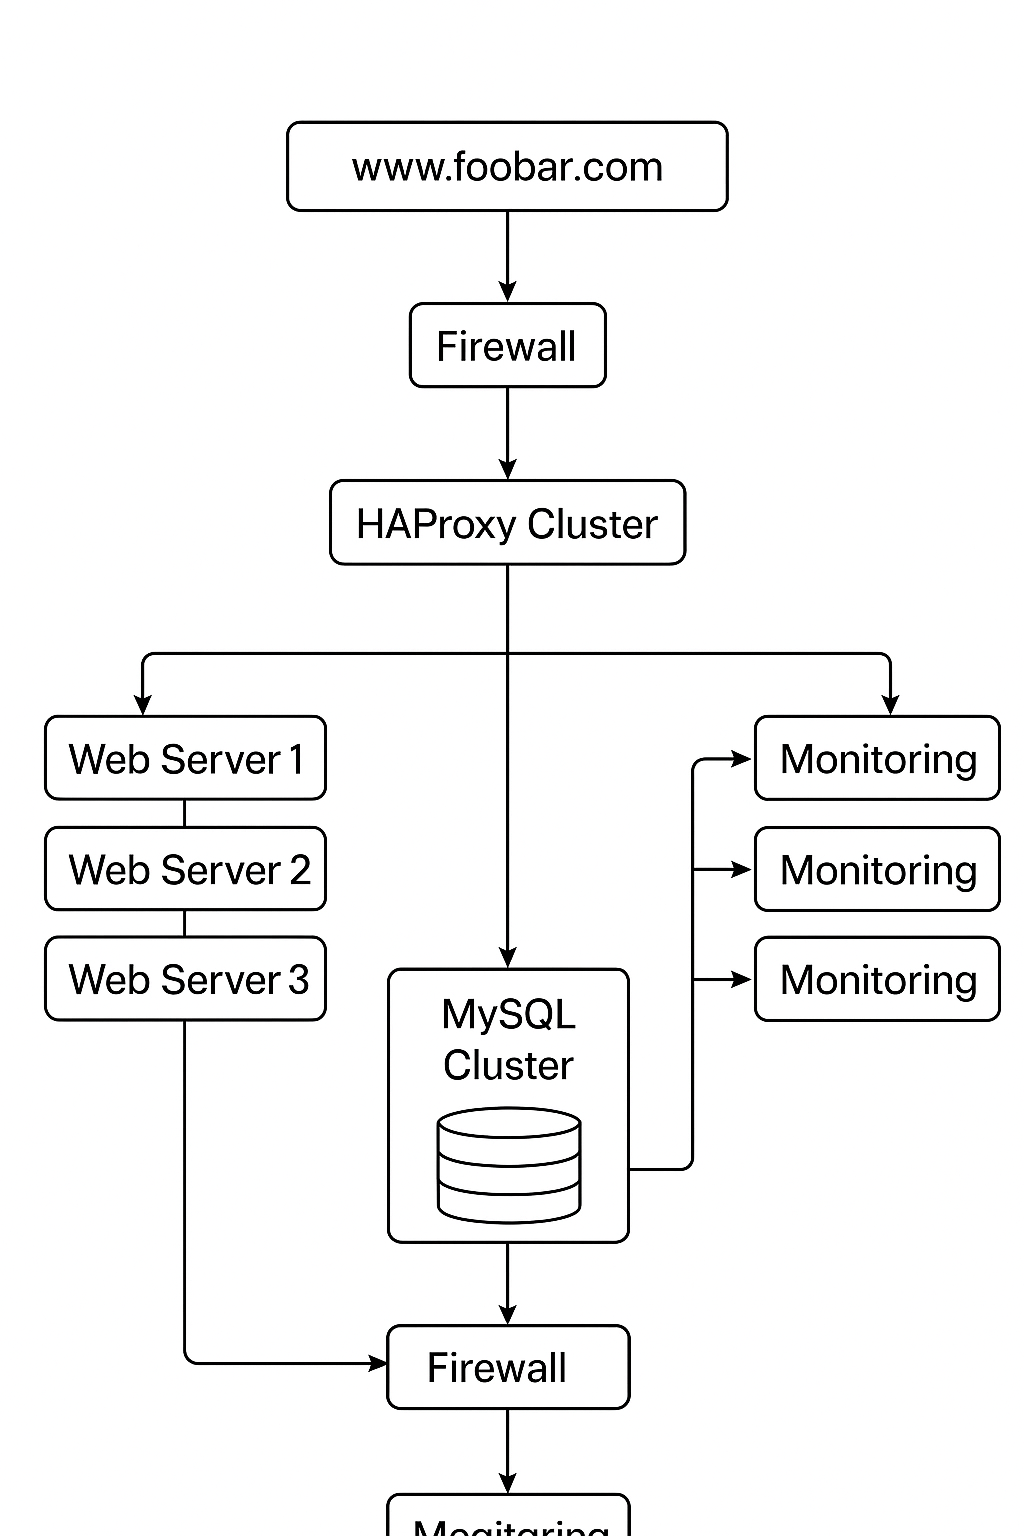 www.foobar.com
Firewall
HAProxy Cluster
Web Server 1
Web Server 2
Web Server 3
Monitoring
Monitoring
Monitoring
MySQL
Cluster
Firewall